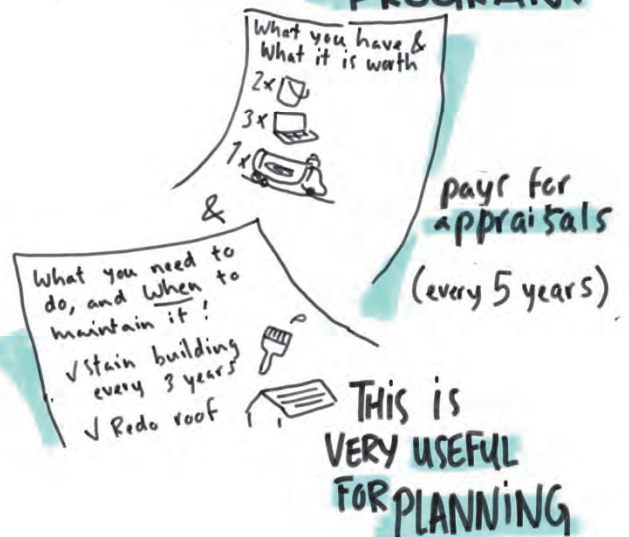 PROGRAM
What you have &
What it is worth
2x
3x
1x
&
What you need to
do, and When to
maintain it!
√ Stain building
every 3 years
√ Redo roof
pays for
appraisals
(every 5 years)
THIS is
VERY USEFUL
FOR PLANNING